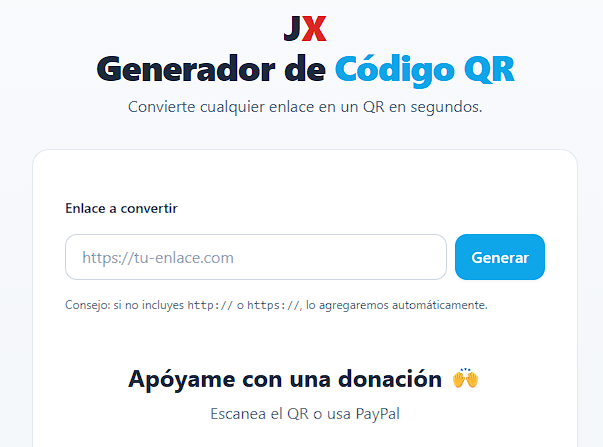 JX
Generador de Código QR
Convierte cualquier enlace en un QR en segundos.
Enlace a convertir
https://tu-enlace.com
Generar
Consejo: si no incluyes http:// o https://, lo agregaremos automáticamente.
Apóyame con una donación 🙌
Escanea el QR o usa PayPal